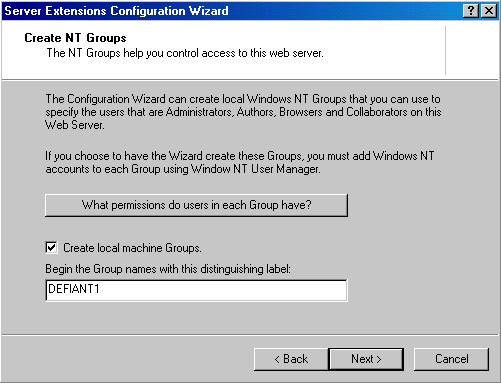 Server Extensions Configuration Wizard
Create NT Groups
The NT Groups help you control access to this web server.
The Configuration Wizard can create local Windows NT Groups that you can use to
specify the users that are Administrators, Authors, Browsers and Collaborators on this
Web Server.
If you choose to have the Wizard create these Groups, you must add Windows NT
accounts to each Group using Window NT User Manager.
What permissions do users in each Group have?
Create local machine Groups.
Begin the Group names with this distinguishing label:
DEFIANT1
< Back
Next >
Cancel